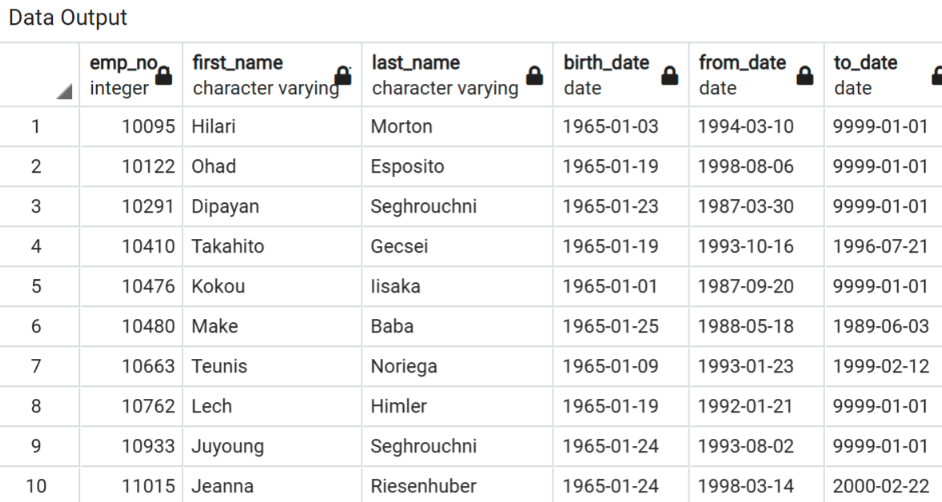 Data Output
emp_no first_name last_name birth_date from_date to_date
integer character varying character varying date date date
1 10095 Hilari Morton 1965-01-03 1994-03-10 9999-01-01
2 10122 Ohad Esposito 1965-01-19 1998-08-06 9999-01-01
3 10291 Dipayan Seghrouchni 1965-01-23 1987-03-30 9999-01-01
4 10410 Takahito Gecsei 1965-01-19 1993-10-16 1996-07-21
5 10476 Kokou Iisaka 1965-01-01 1987-09-20 9999-01-01
6 10480 Make Baba 1965-01-25 1988-05-18 1989-06-03
7 10663 Teunis Noriega 1965-01-09 1993-01-23 1999-02-12
8 10762 Lech Himler 1965-01-19 1992-01-21 9999-01-01
9 10933 Juyoung Seghrouchni 1965-01-24 1993-08-02 9999-01-01
10 11015 Jeanna Riesenhuber 1965-01-24 1998-03-14 2000-02-22